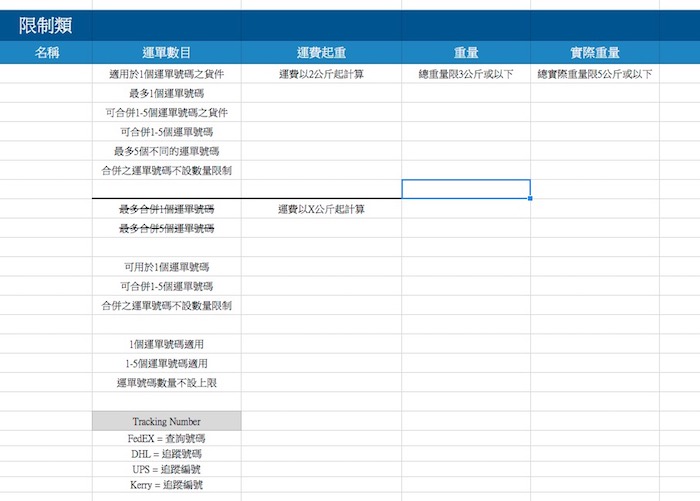 限制類
名稱 運單數目 運費起重 重量 實際重量
適用於1個運單號碼之貨件 運費以2公斤起計算 總重量限3公斤或以下 總實際重量限5公斤或以下
最多1個運單號碼
可合併1-5個運單號碼之貨件
可合併1-5個運單號碼
最多5個不同的運單號碼
合併之運單號碼不設數量限制
最多合併1個運單號碼 運費以X公斤起計算
最多合併5個運單號碼
可用於1個運單號碼
可合併1-5個運單號碼
合併之運單號碼不設數量限制
1個運單號碼適用
1-5個運單號碼適用
運單號碼數量不設上限
Tracking Number
FedEX = 查詢號碼
DHL = 追蹤號碼
UPS = 追蹤編號
Kerry = 追蹤編號